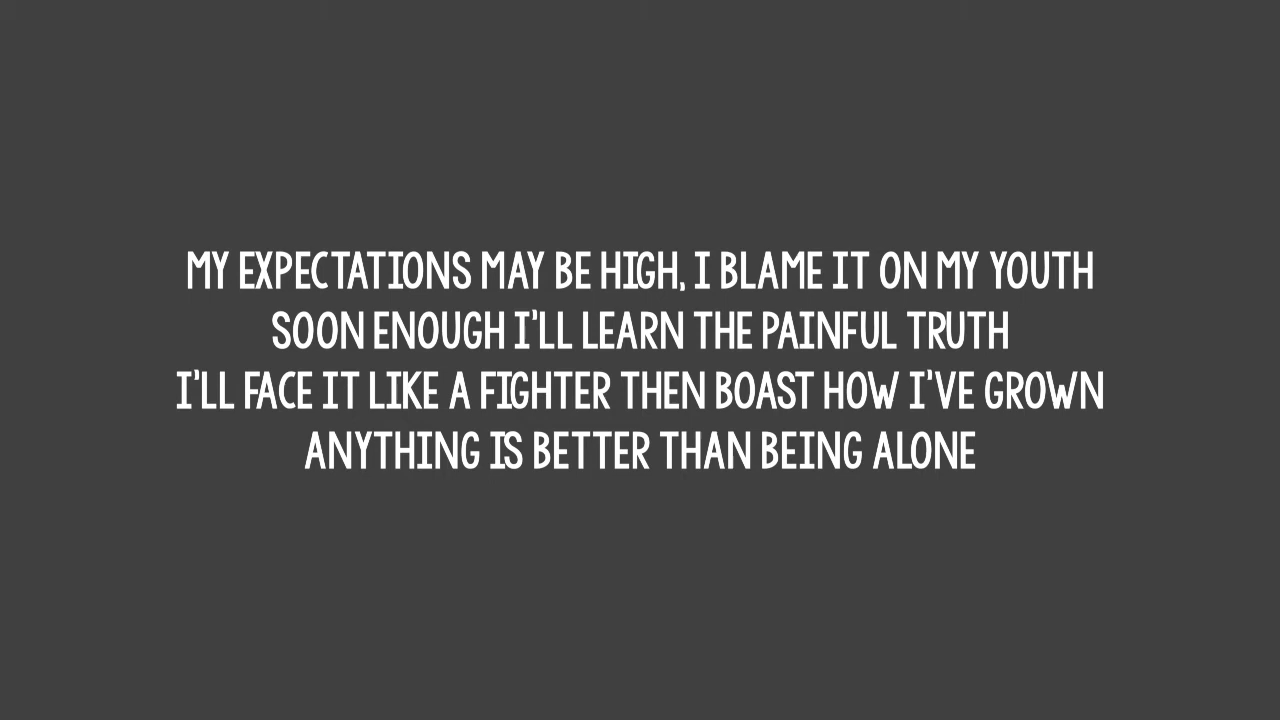 MY EXPECTATIONS MAY BE HIGH, I BLAME IT ON MY YOUTH
SOON ENOUGH I'LL LEARN THE PAINFUL TRUTH
I'LL FACE IT LIKE A FIGHTER THEN BOAST HOW I'VE GROWN
ANYTHING IS BETTER THAN BEING ALONE